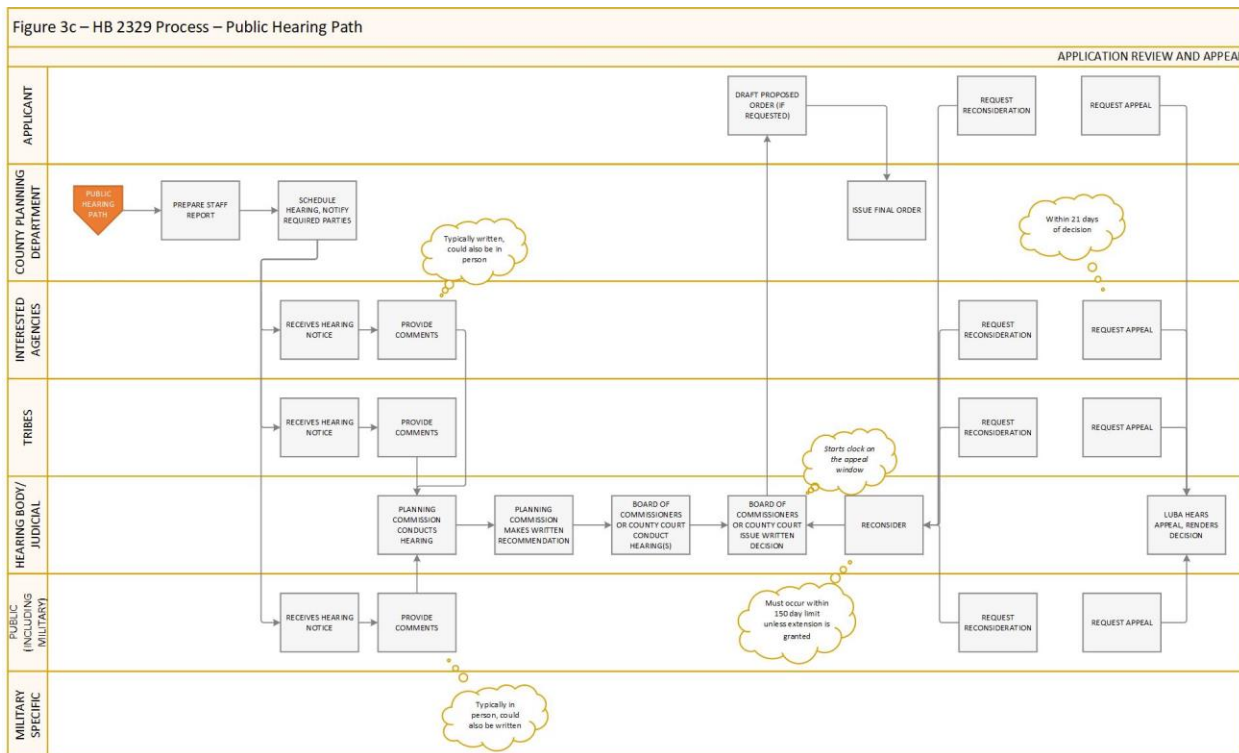 Figure 3c – HB 2329 Process – Public Hearing Path
APPLICATION REVIEW AND APPEAL
APPLICANT
DRAFT PROPOSED
ORDER (IF
REQUESTED)
REQUEST
RECONSIDERATION
REQUEST APPEAL
COUNTY PLANNING
DEPARTMENT
PUBLIC
HEARING
PATH
PREPARE STAFF
REPORT
SCHEDULE
HEARING, NOTIFY
REQUIRED PARTIES
Typically written,
could also be in
person
ISSUE FINAL ORDER
Within 21 days
of decision
INTERESTED
AGENCIES
RECEIVES HEARING
NOTICE
PROVIDE
COMMENTS
REQUEST
RECONSIDERATION
REQUEST APPEAL
TRIBES
RECEIVES HEARING
NOTICE
PROVIDE
COMMENTS
Starts clock on
the appeal
window
REQUEST
RECONSIDERATION
REQUEST APPEAL
HEARING BODY/
JUDICIAL
PLANNING
COMMISSION
CONDUCTS
HEARING
PLANNING
COMMISSION
MAKES WRITTEN
RECOMMENDATION
BOARD OF
COMMISSIONERS
OR COUNTY COURT
CONDUCT
HEARING(S)
BOARD OF
COMMISSIONERS
OR COUNTY COURT
ISSUE WRITTEN
DECISION
RECONSIDER
LUBA HEARS
APPEAL, RENDERS
DECISION
PUBLIC
(INCLUDING
MILITARY)
RECEIVES HEARING
NOTICE
PROVIDE
COMMENTS
Must occur within
150 day limit
unless extension is
granted
REQUEST
RECONSIDERATION
REQUEST APPEAL
MILITARY
SPECIFIC
Typically in
person, could
also be written